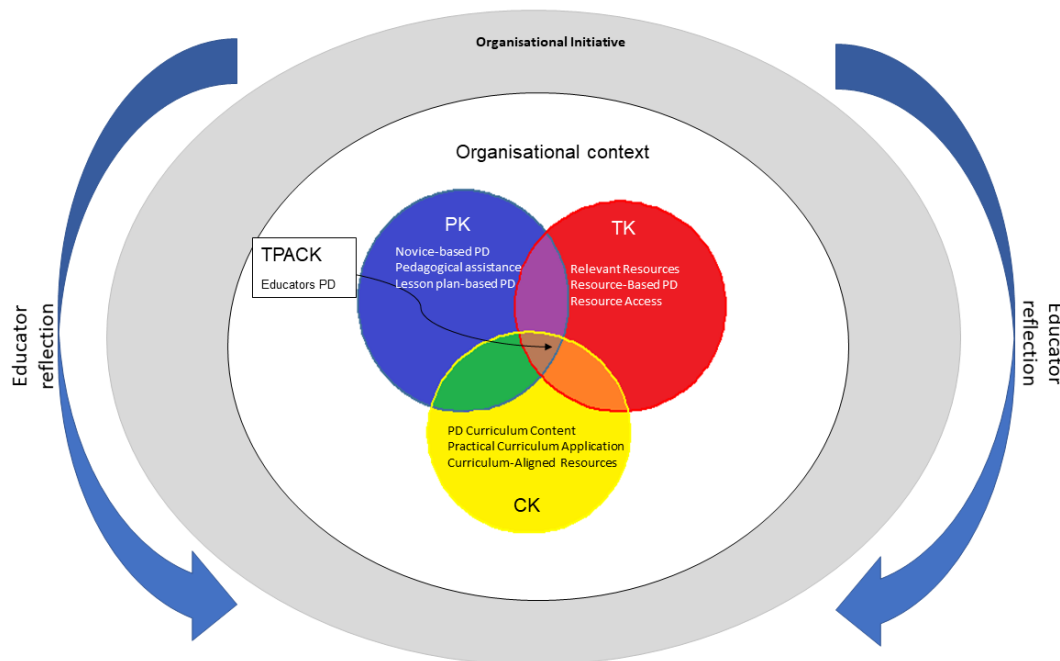 Organisational Initiative
Organisational context
PK
Novice-based PD
Pedagogical assistance
Lesson plan-based PD
TK
Relevant Resources
Resource-Based PD
Resource Access
TPACK
Educators PD
PD Curriculum Content
Practical Curriculum Application
Curriculum-Aligned Resources
CK
Educator
reflection
Educator
reflection